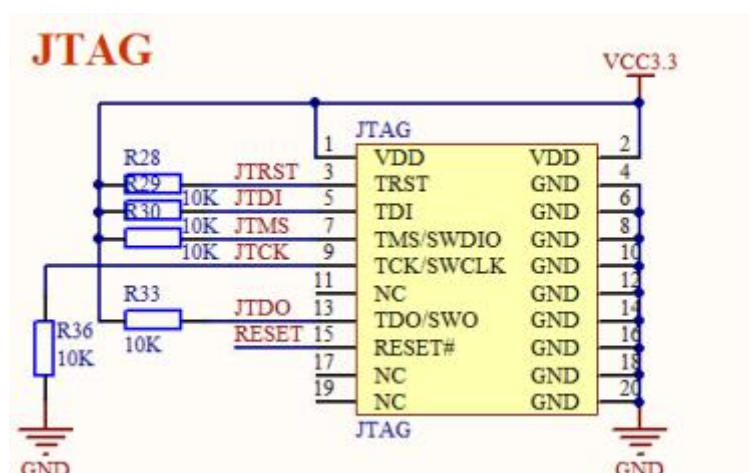 JTAG
VCC3.3
JTAG
1 VDD VDD 2
R28 JTRST 3 TRST GND 4
R29 10K JTDI 5 TDI GND 6
R30 10K JTMS 7 TMS/SWDIO GND 8
10K JTCK 9 TCK/SWCLK GND 10
11 NC GND 12
R33 10K JTDO 13 TDO/SWO GND 14
R36 10K RESET 15 RESET# GND 16
17 NC GND 18
19 NC GND 20
JTAG
GND GND